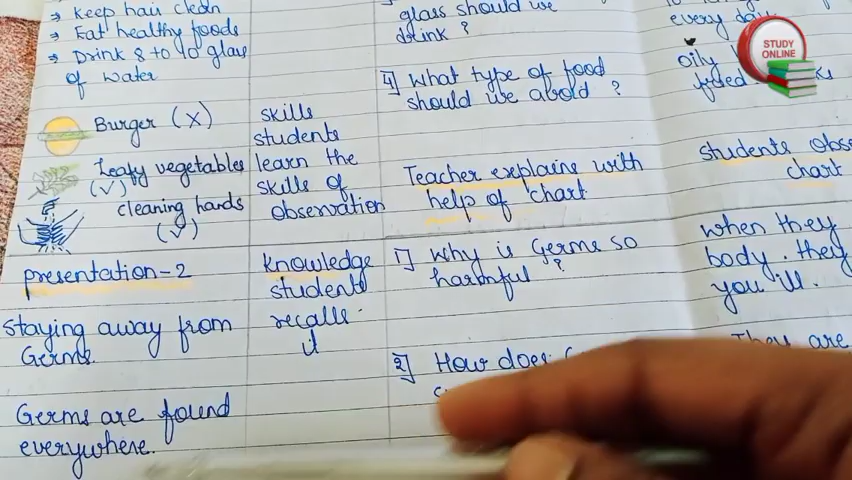 → Keep hair clean
→ Eat healthy foods
→ Drink 8 to 10 glass
of water
Burger (X)
Leafy vegetables
(✓)
cleaning hands
(✓)
presentation-2
Staying away from
Germs.
Germs are found
everywhere.
skills
students
learn the
skills of
observation
knowledge
students
recalls
it
glass should we
drink ?
4] What type of food
should we aboid ?
Teacher explains with
help of chart
1] Why is Germs so
harmful ?
2] How does
every day
oily
fried
students obse
chart
when they
body. they
you ill.
They are
STUDY
ONLINE